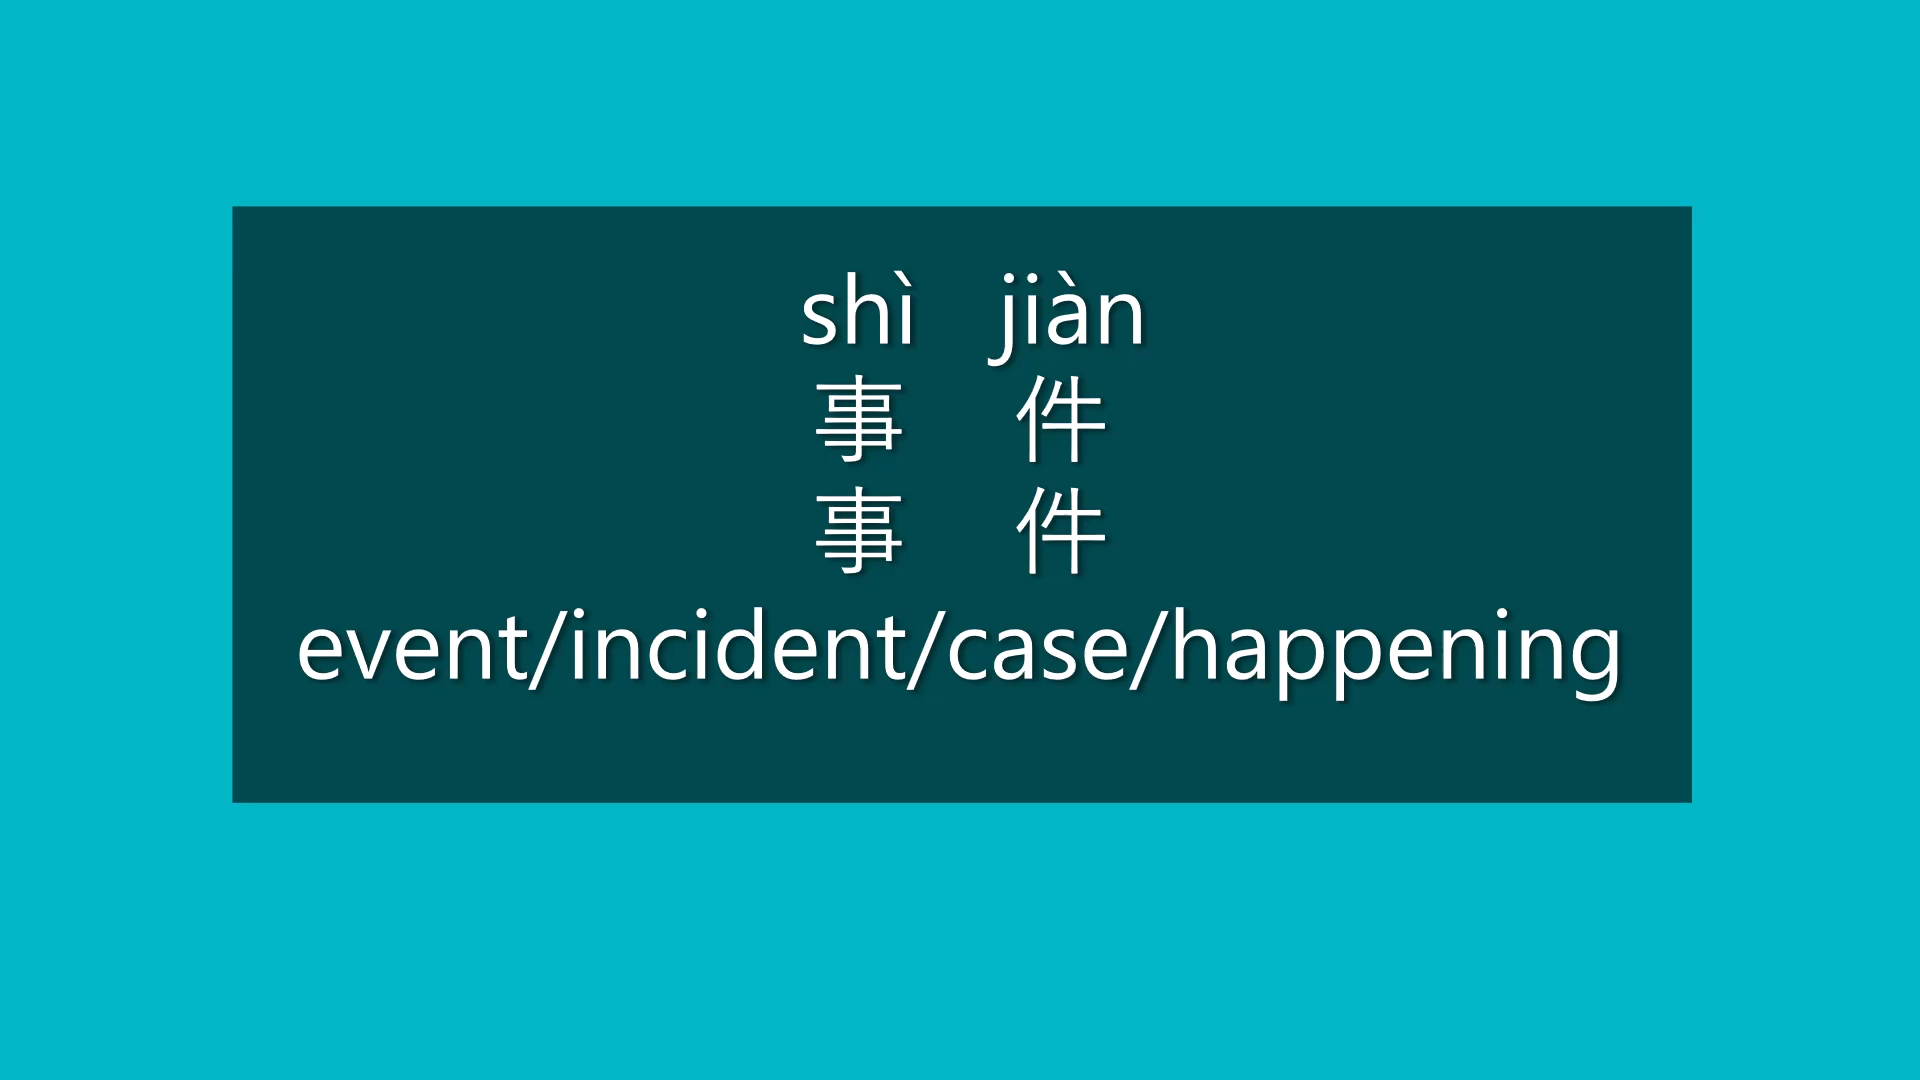 shì jiàn
事 件
事 件
event/incident/case/happening